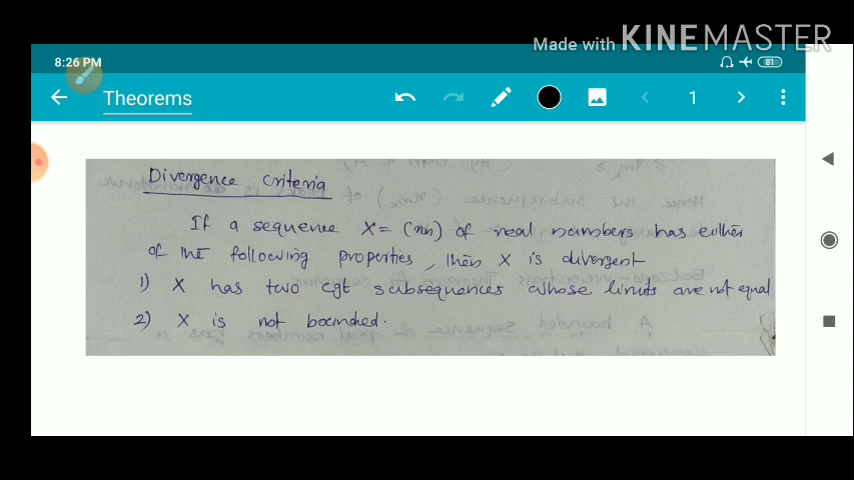 Made with KINEMASTER
8:26 PM
81
Theorems
1
Divergence Criteria
If a sequence X = (xn) of real numbers has either
of the following properties, then X is divergent
1) X has two cgt subsequences whose limits are not equal
2) X is not bounded.